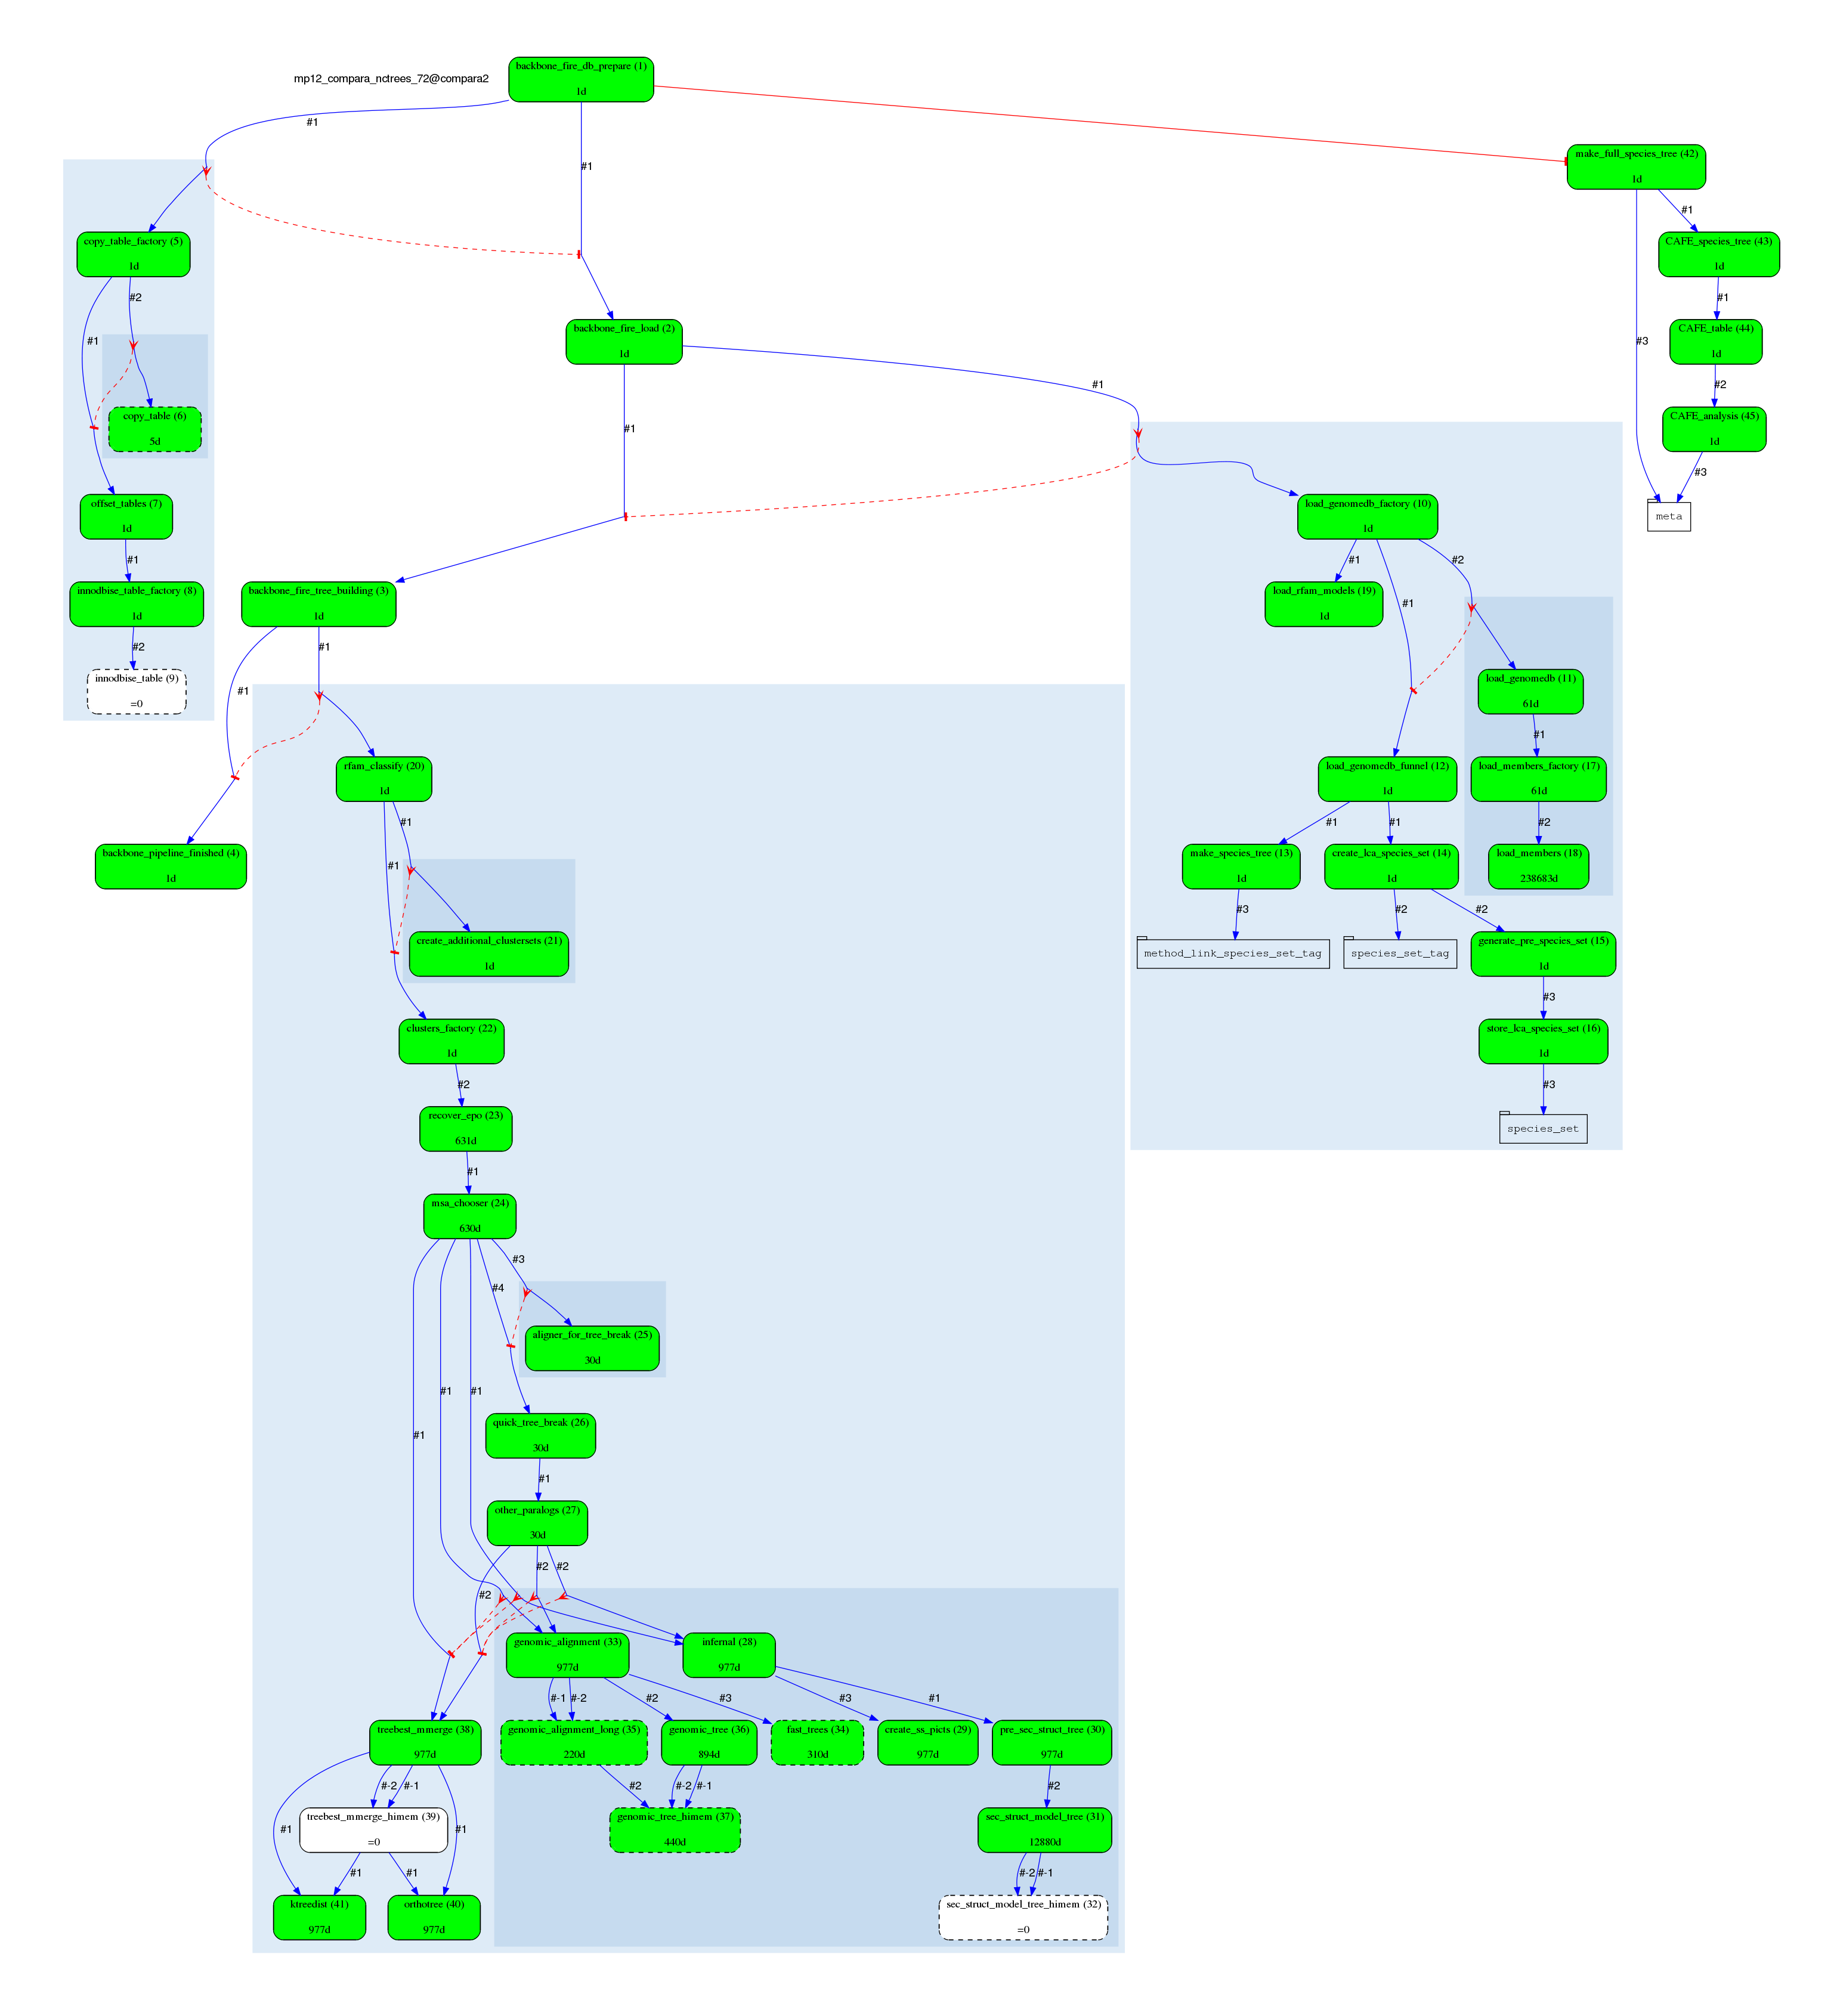 backbone_fire_db_prepare (1)
1d
mp12_compara_nctrees_72@compara2
#1
#1
make_full_species_tree (42)
1d
#1
#3
copy_table_factory (5)
1d
CAFE_species_tree (43)
1d
#2
#1
#1
backbone_fire_load (2)
1d
CAFE_table (44)
1d
#1
#1
#2
copy_table (6)
5d
CAFE_analysis (45)
1d
#3
offset_tables (7)
1d
load_genomedb_factory (10)
1d
meta
#1
#1
#1
#2
innodbise_table_factory (8)
1d
backbone_fire_tree_building (3)
1d
load_rfam_models (19)
1d
#2
#1
#1
innodbise_table (9)
=0
load_genomedb (11)
61d
#1
rfam_classify (20)
1d
load_genomedb_funnel (12)
1d
load_members_factory (17)
61d
#1
#1
#1
#1
#2
backbone_pipeline_finished (4)
1d
make_species_tree (13)
1d
create_lca_species_set (14)
1d
load_members (18)
238683d
#3
#2
#2
create_additional_clustersets (21)
1d
method_link_species_set_tag
species_set_tag
generate_pre_species_set (15)
1d
#3
clusters_factory (22)
1d
store_lca_species_set (16)
1d
#2
#3
recover_epo (23)
631d
species_set
#1
msa_chooser (24)
630d
#3
#4
aligner_for_tree_break (25)
30d
#1
#1
#1
quick_tree_break (26)
30d
#1
other_paralogs (27)
30d
#2
#2
#2
genomic_alignment (33)
977d
infernal (28)
977d
#-1
#-2
#2
#3
#3
#1
treebest_mmerge (38)
977d
genomic_alignment_long (35)
220d
genomic_tree (36)
894d
fast_trees (34)
310d
create_ss_picts (29)
977d
pre_sec_struct_tree (30)
977d
#-2
#-1
#2
#-2
#-1
#2
treebest_mmerge_himem (39)
=0
genomic_tree_himem (37)
440d
sec_struct_model_tree (31)
12880d
#1
#1
#1
#1
#-2
#-1
ktreedist (41)
977d
orthotree (40)
977d
sec_struct_model_tree_himem (32)
=0